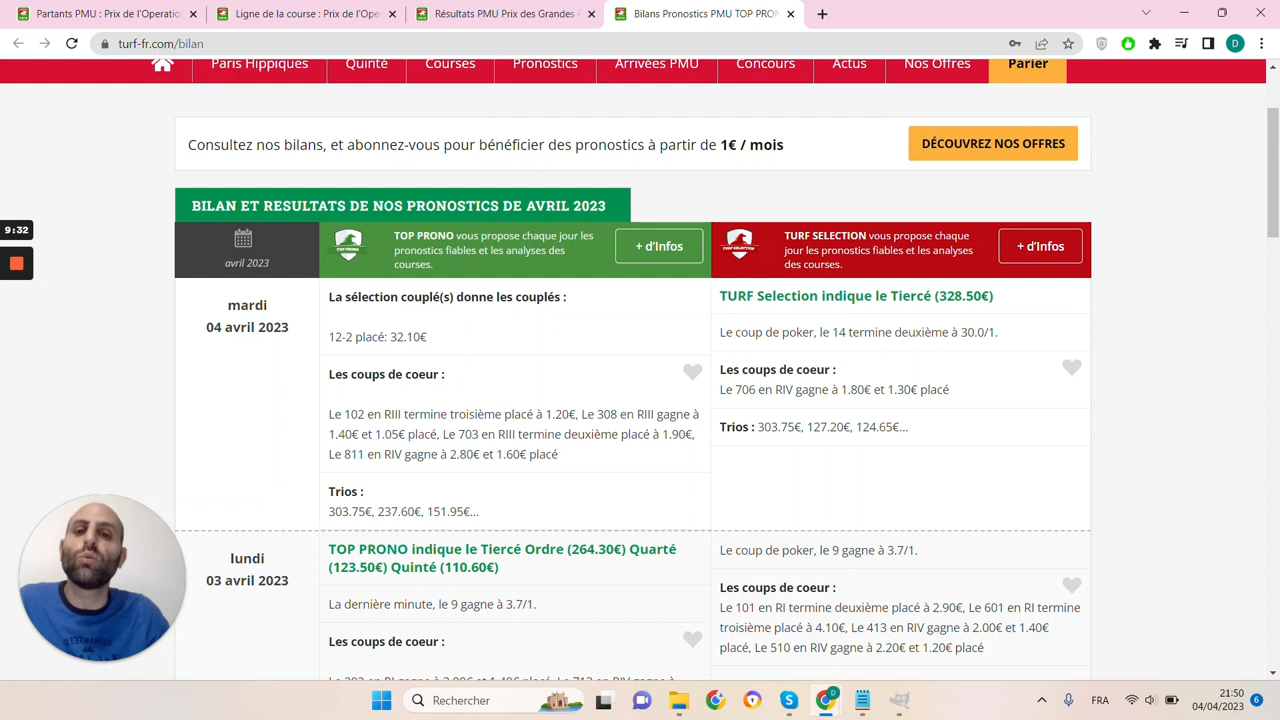 Partants PMU : Prix de l'Operatio
Ligne de la course : Prix de l'Ope
Résultats PMU Prix des Grandes
Bilans Pronostics PMU TOP PRO
turf-fr.com/bilan
D
Paris Hippiques
Quinté
Courses
Pronostics
Arrivées PMU
Concours
Actus
Nos Offres
Parier
Consultez nos bilans, et abonnez-vous pour bénéficier des pronostics à partir de 1€ / mois
DÉCOUVREZ NOS OFFRES
9:32
BILAN ET RESULTATS DE NOS PRONOSTICS DE AVRIL 2023
avril 2023
TOP PRONO
TOP PRONO vous propose chaque jour les
pronostics fiables et les analyses des
courses.
+ d'Infos
TURF SELECTION
TURF SELECTION vous propose chaque
jour les pronostics fiables et les analyses
des courses.
+ d'Infos
mardi
04 avril 2023
La sélection couplé(s) donne les couplés :
12-2 placé: 32.10€
Les coups de coeur :
Le 102 en RIII termine troisième placé à 1.20€, Le 308 en RIII gagne à
1.40€ et 1.05€ placé, Le 703 en RIII termine deuxième placé à 1.90€,
Le 811 en RIV gagne à 2.80€ et 1.60€ placé
Trios :
303.75€, 237.60€, 151.95€...
TURF Selection indique le Tiercé (328.50€)
Le coup de poker, le 14 termine deuxième à 30.0/1.
Les coups de coeur :
Le 706 en RIV gagne à 1.80€ et 1.30€ placé
Trios : 303.75€, 127.20€, 124.65€...
lundi
03 avril 2023
TOP PRONO indique le Tiercé Ordre (264.30€) Quarté
(123.50€) Quinté (110.60€)
La dernière minute, le 9 gagne à 3.7/1.
Les coups de coeur :
Le coup de poker, le 9 gagne à 3.7/1.
Les coups de coeur :
Le 101 en RI termine deuxième placé à 2.90€, Le 601 en RI termine
troisième placé à 4.10€, Le 413 en RIV gagne à 2.00€ et 1.40€
placé, Le 510 en RIV gagne à 2.20€ et 1.20€ placé
Rechercher
FRA
21:50
04/04/2023
6